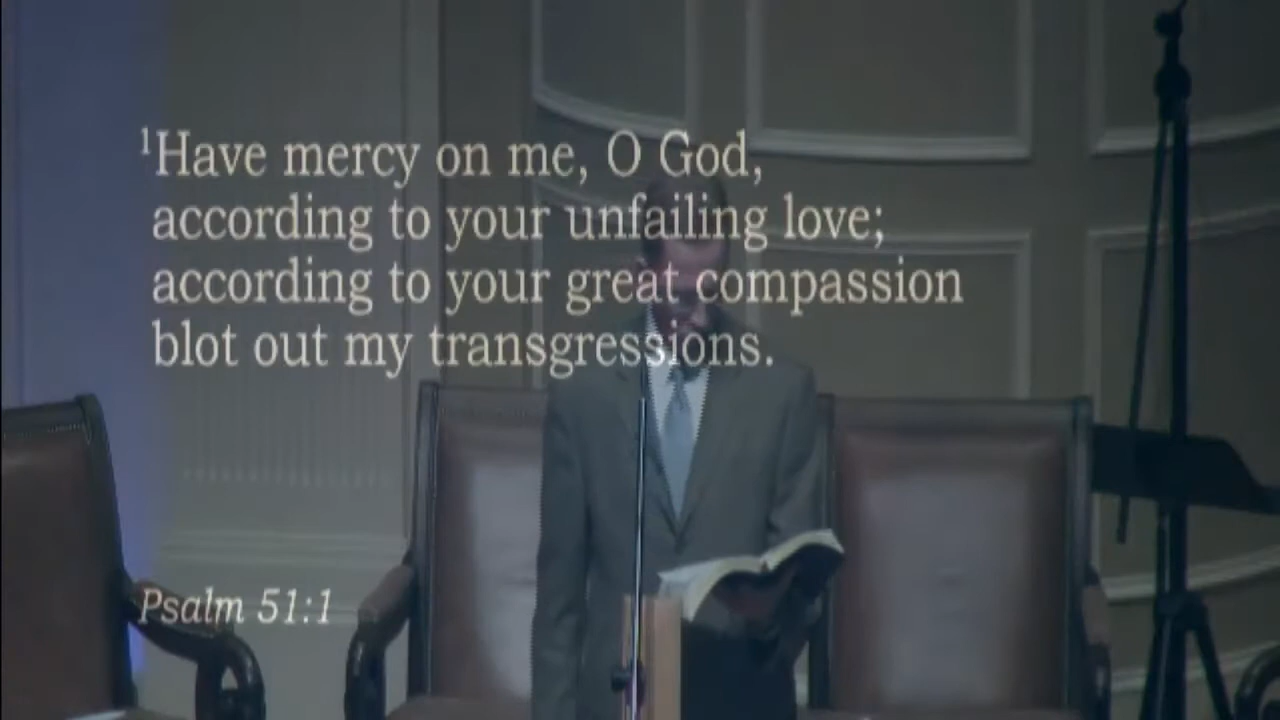 ¹Have mercy on me, O God,
according to your unfailing love;
according to your great compassion
blot out my transgressions.
Psalm 51:1